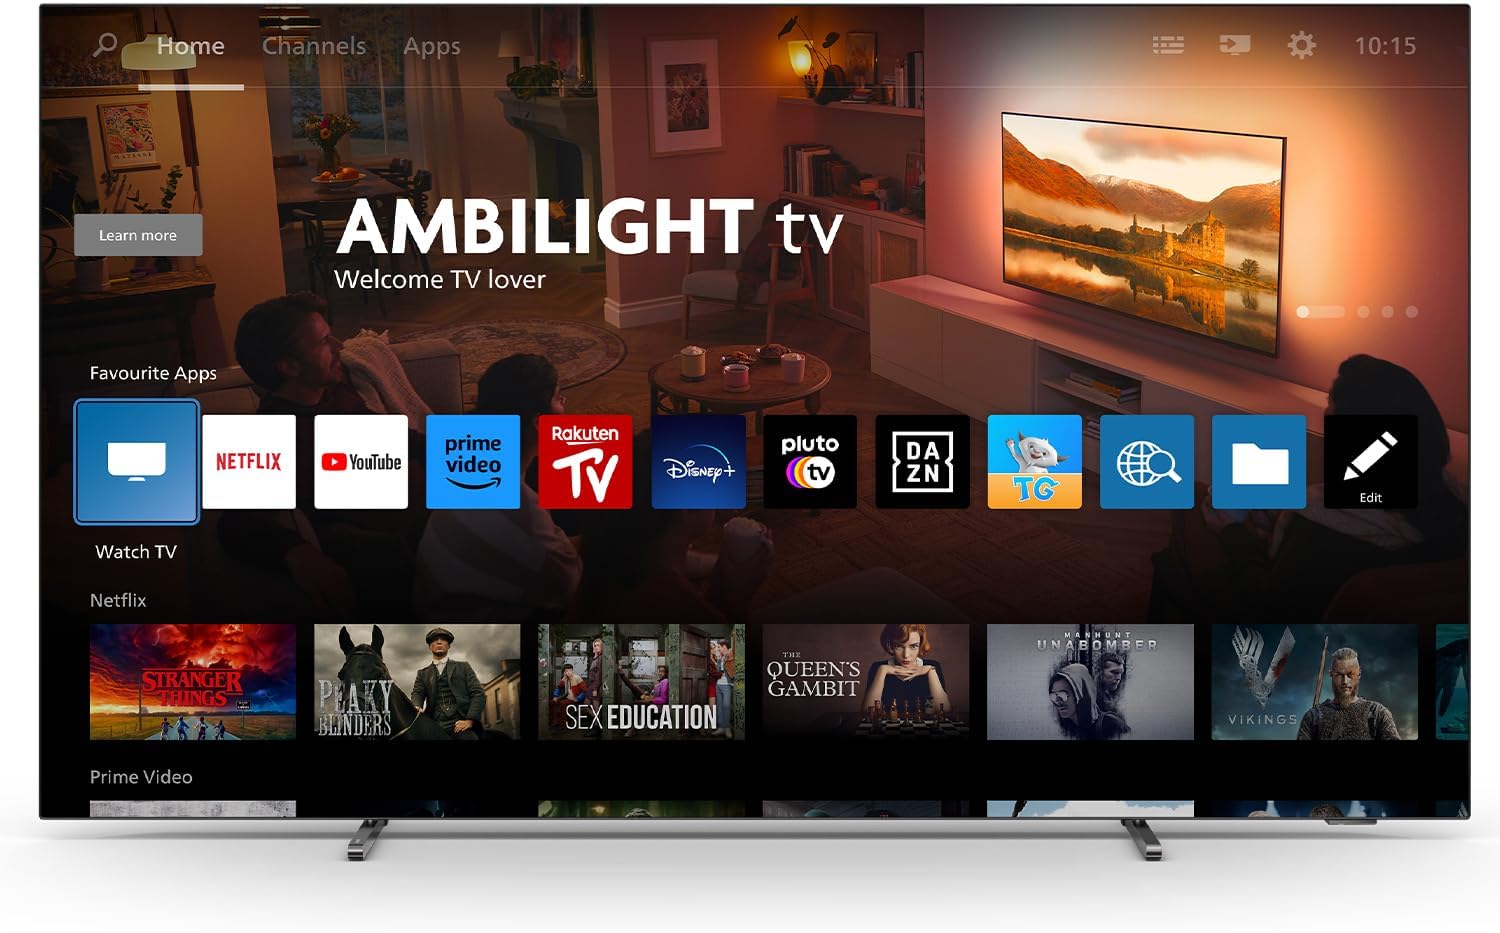 Home Channels Apps 10:15
MATISSE
Learn more
AMBILIGHT tv
Welcome TV lover
Favourite Apps
NETFLIX
YouTube
prime
video
Rakuten
TV
Disney+
pluto
tv
DA
ZN
TG
Edit
Watch TV
Netflix
STRANGER
THINGS
PEAKY
BLINDERS
SEX EDUCATION
THE
QUEEN'S
GAMBIT
MANHUNT
UNABOMBER
VIKINGS
Prime Video